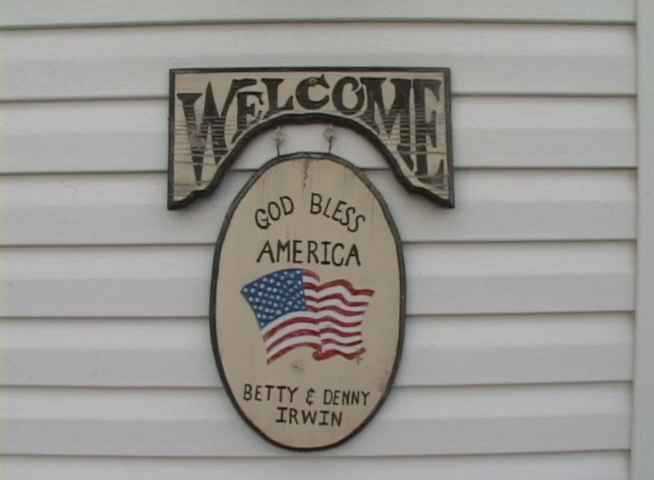 WELCOME
GOD BLESS
AMERICA
BETTY & DENNY
IRWIN